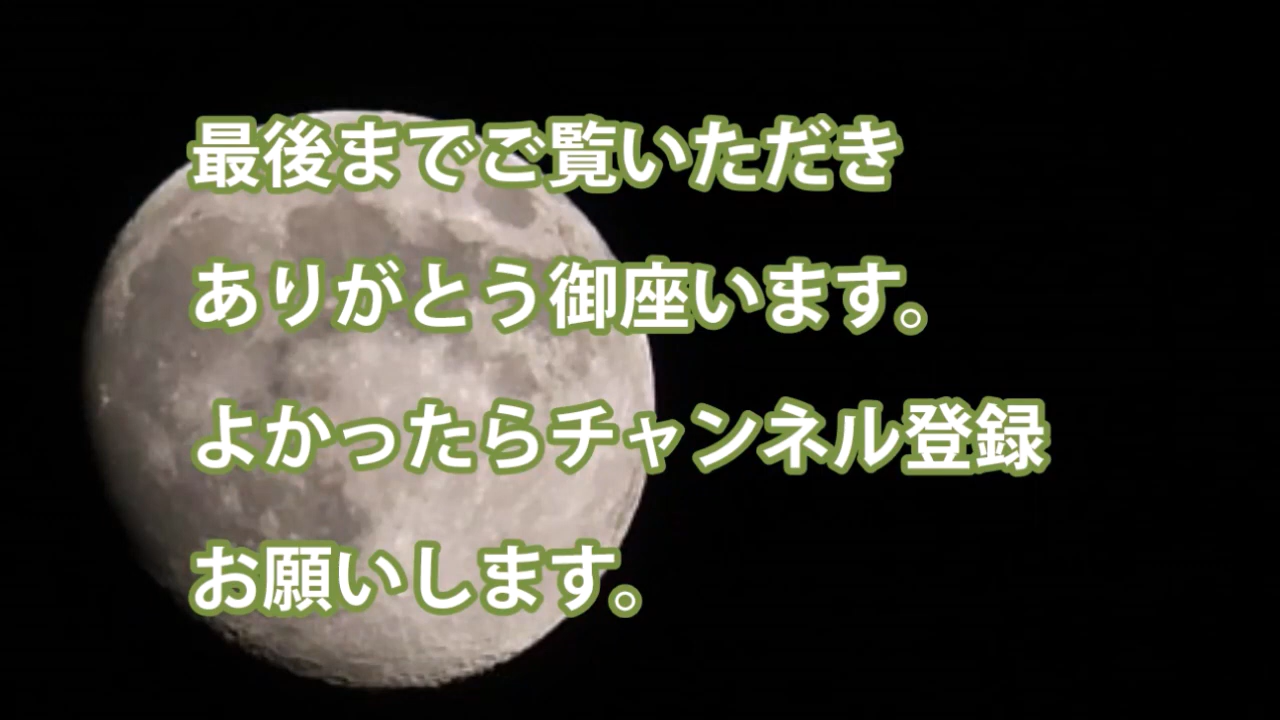 最後までご覧いただき
ありがとう御座います。
よかったらチャンネル登録
お願いします。